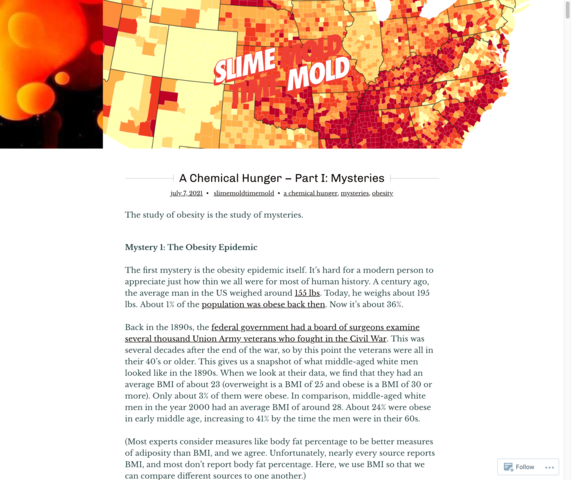 SLIME MOLD
TIME MOLD
A Chemical Hunger – Part I: Mysteries
july 7, 2021 • slimemoldtimemold • a chemical hunger, mysteries, obesity
The study of obesity is the study of mysteries.
Mystery 1: The Obesity Epidemic
The first mystery is the obesity epidemic itself. It’s hard for a modern person to
appreciate just how thin we all were for most of human history. A century ago,
the average man in the US weighed around 155 lbs. Today, he weighs about 195
lbs. About 1% of the population was obese back then. Now it’s about 36%.
Back in the 1890s, the federal government had a board of surgeons examine
several thousand Union Army veterans who fought in the Civil War. This was
several decades after the end of the war, so by this point the veterans were all in
their 40’s or older. This gives us a snapshot of what middle-aged white men
looked like in the 1890s. When we look at their data, we find that they had an
average BMI of about 23 (overweight is a BMI of 25 and obese is a BMI of 30 or
more). Only about 3% of them were obese. In comparison, middle-aged white
men in the year 2000 had an average BMI of around 28. About 24% were obese
in early middle age, increasing to 41% by the time the men were in their 60s.
(Most experts consider measures like body fat percentage to be better measures
of adiposity than BMI, and we agree. Unfortunately, nearly every source reports
BMI, and most don’t report body fat percentage. Here, we use BMI so that we
can compare different sources to one another.)
Follow